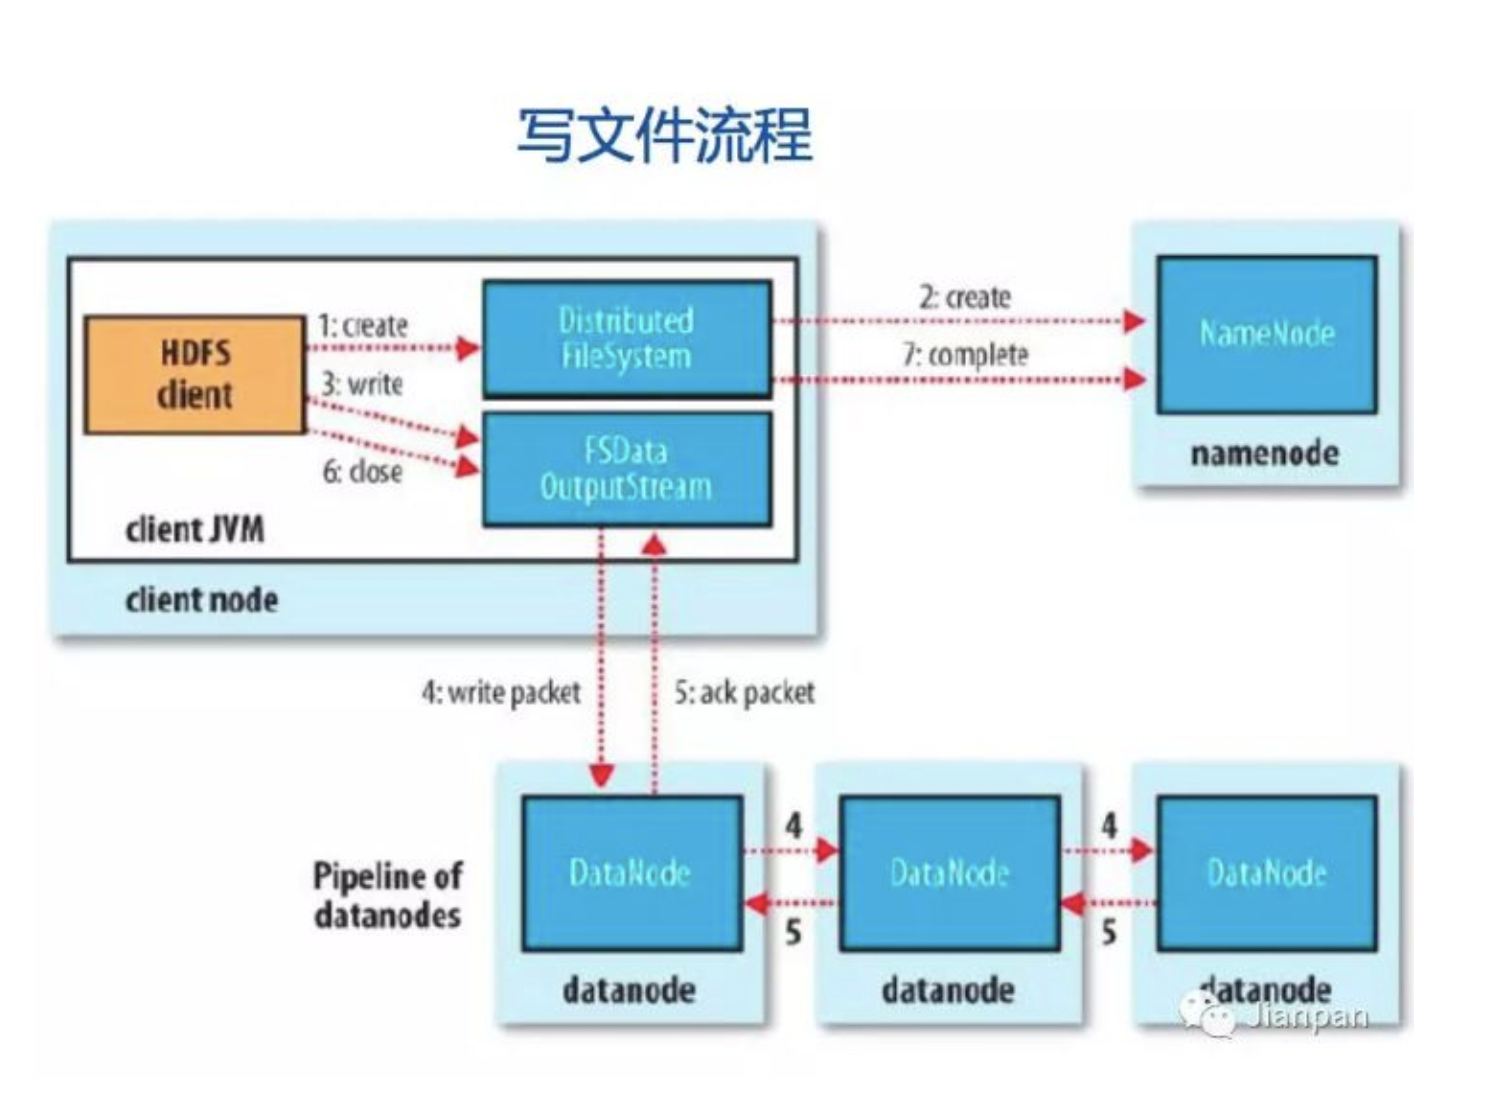 写文件流程
HDFS
client
1: create
3: write
6: close
Distributed
FileSystem
FSData
OutputStream
client JVM
client node
2: create
7: complete
NameNode
namenode
4: write packet
5: ack packet
Pipeline of
datanodes
DataNode
datanode
4
5
DataNode
datanode
4
5
DataNode
datanode
Jianpan